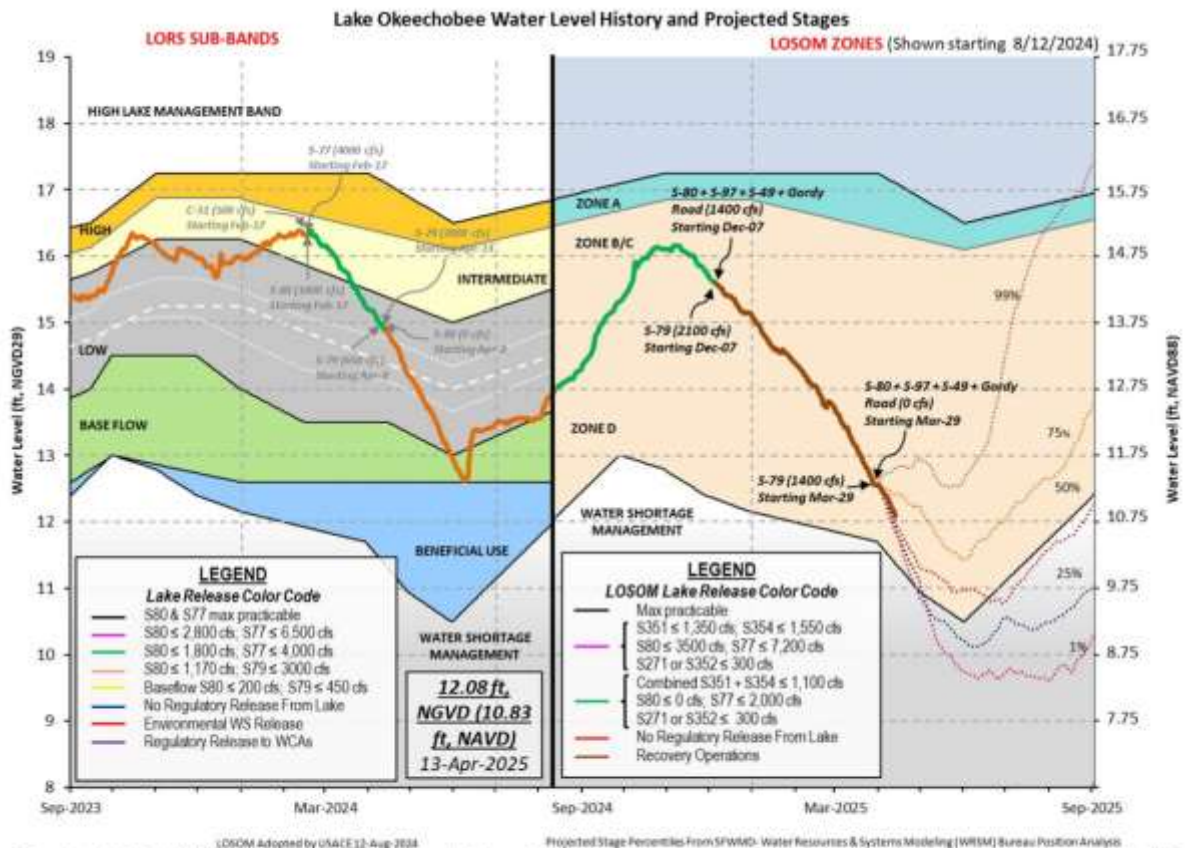 Lake Okeechobee Water Level History and Projected Stages
LORS SUB-BANDS
LOSOM ZONES (Shown starting 8/12/2024)
19
18
17
16
15
14
13
12
11
10
9
8
Water Level (ft, NGVD29)
HIGH LAKE MANAGEMENT BAND
S-77 (4000 cfs)
Starting Feb-17
Starting Feb-17
HIGH
INTERMEDIATE
LOW
BASE FLOW
BENEFICIAL USE
WATER SHORTAGE
MANAGEMENT
LEGEND
Lake Release Color Code
S80 & S77 max practicable
S80 ≤ 2,800 cfs; S77 ≤ 6,500 cfs
S80 ≤ 1,800 cfs; S77 ≤ 4,000 cfs
S80 ≤ 1,170 cfs; S79 ≤ 3000 cfs
Baseflow S80 ≤ 200 cfs; S79 ≤ 450 cfs
No Regulatory Release From Lake
Environmental WS Release
Regulatory Release to WCAs
12.08 ft,
NGVD (10.83
ft, NAVD)
13-Apr-2025
ZONE A
ZONE B/C
ZONE D
S-80 + S-97 + S-49 + Gordy
Road (1400 cfs)
Starting Dec-07
S-79 (2100 cfs)
Starting Dec-07
S-80 + S-97 + S-49 + Gordy
Road (0 cfs)
Starting Mar-29
S-79 (1400 cfs)
Starting Mar-29
99%
75%
50%
25%
1%
WATER SHORTAGE
MANAGEMENT
LEGEND
LOSOM Lake Release Color Code
Max practicable
S351 ≤ 1,350 cfs; S354 ≤ 1,550 cfs
S80 ≤ 3500 cfs; S77 ≤ 7,200 cfs
S271 or S352 ≤ 300 cfs
Combined S351 + S354 ≤ 1,100 cfs
S80 ≤ 0 cfs; S77 ≤ 2,000 cfs
S271 or S352 ≤ 300 cfs
No Regulatory Release From Lake
Recovery Operations
17.75
16.75
15.75
14.75
13.75
12.75
11.75
10.75
9.75
8.75
7.75
Water Level (ft, NAVD88)
Sep-2023
Mar-2024
Sep-2024
Mar-2025
Sep-2025
LOSOM Adopted by USACE 12-Aug-2024
Projected Stage Percentiles From SFWMD- Water Resources & Systems Modeling (WRSM) Bureau Position Analysis